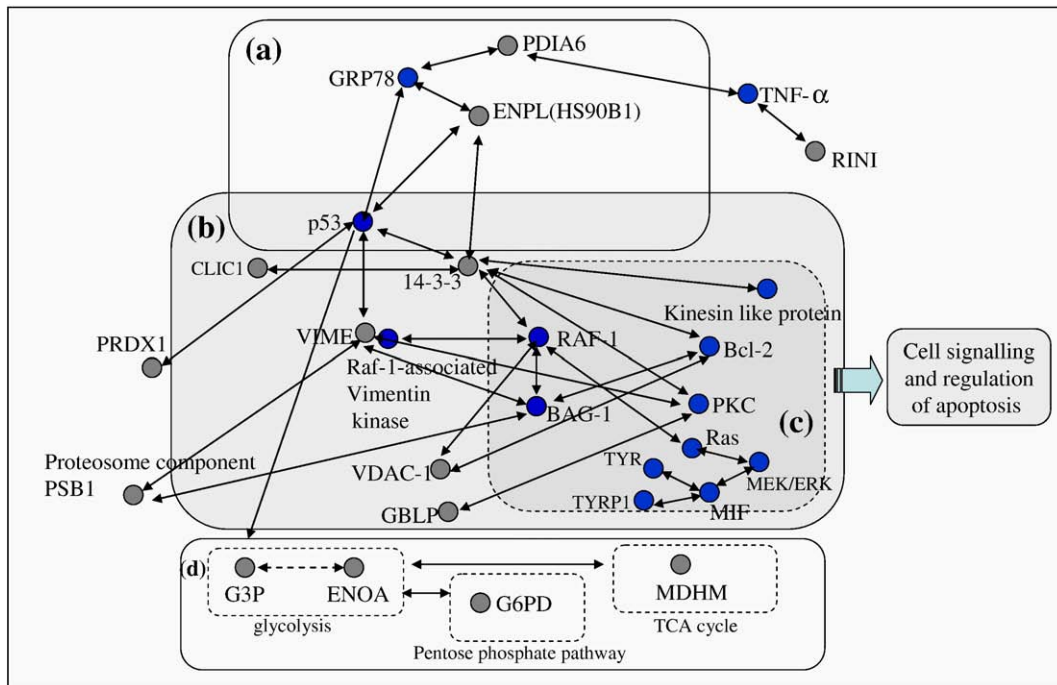 (a)
PDIA6
GRP78
TNF-α
ENPL(HS90B1)
RINI
(b)
p53
CLIC1
14-3-3
Kinesin like protein
VIME
RAF-1
Bcl-2
PRDX1
Raf-1-associated
Vimentin
kinase
Cell signalling
and regulation
of apoptosis
BAG-1
PKC
(c)
Ras
Proteosome component
PSB1
VDAC-1
TYR
MEK/ERK
GBLP
TYRP1
MIF
(d)
G3P
ENOA
G6PD
MDHM
glycolysis
TCA cycle
Pentose phosphate pathway